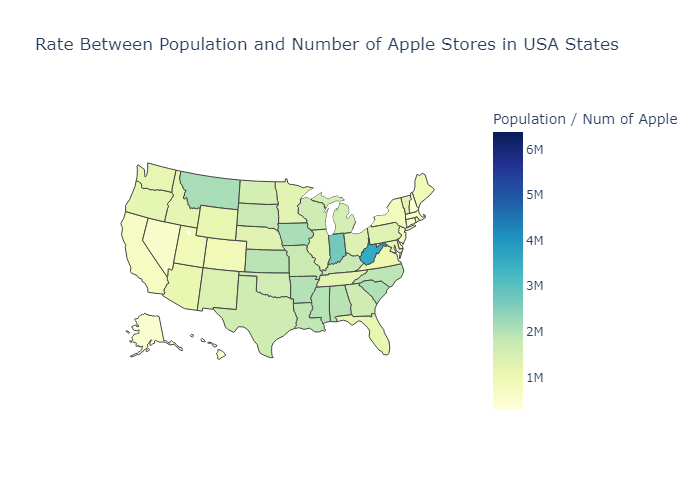 Rate Between Population and Number of Apple Stores in USA States
Population / Num of Apple
6M
5M
4M
3M
2M
1M